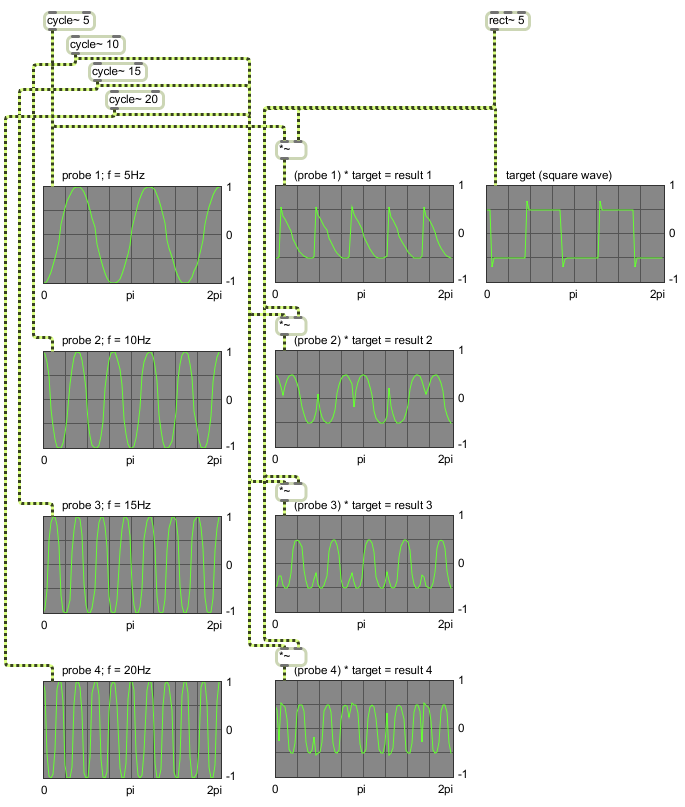 cycle~ 5
rect~ 5
cycle~ 10
cycle~ 15
cycle~ 20
*~
probe 1; f = 5Hz
(probe 1) * target = result 1
target (square wave)
1
0
-1
0 pi 2pi
1
0
-1
0 pi 2pi
1
0
-1
0 pi 2pi
*~
probe 2; f = 10Hz
(probe 2) * target = result 2
1
0
-1
0 pi 2pi
1
0
-1
0 pi 2pi
*~
probe 3; f = 15Hz
(probe 3) * target = result 3
1
0
-1
0 pi 2pi
1
0
-1
0 pi 2pi
*~
probe 4; f = 20Hz
(probe 4) * target = result 4
1
0
-1
0 pi 2pi
1
0
-1
0 pi 2pi